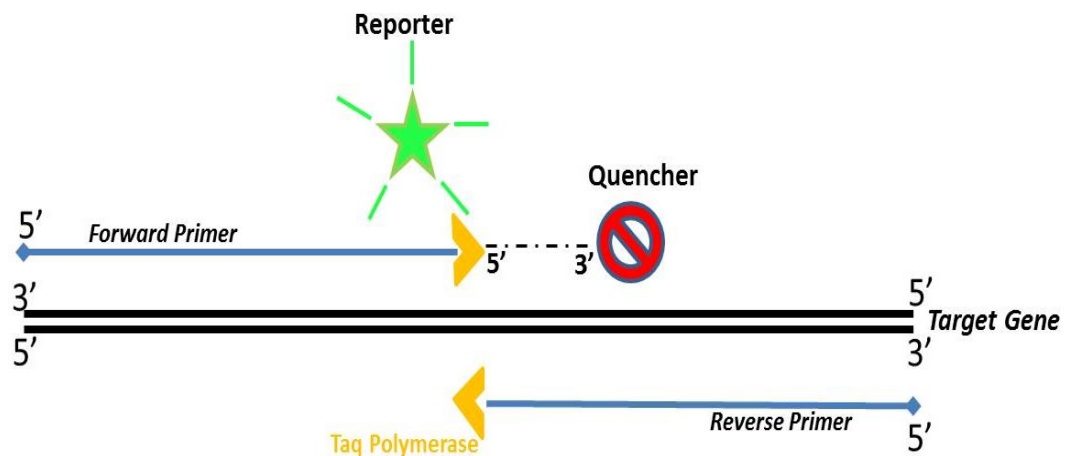 Reporter
Quencher
5'
Forward Primer
5'
3'
3'
5'
Target Gene
5'
3'
Taq Polymerase
Reverse Primer
5'